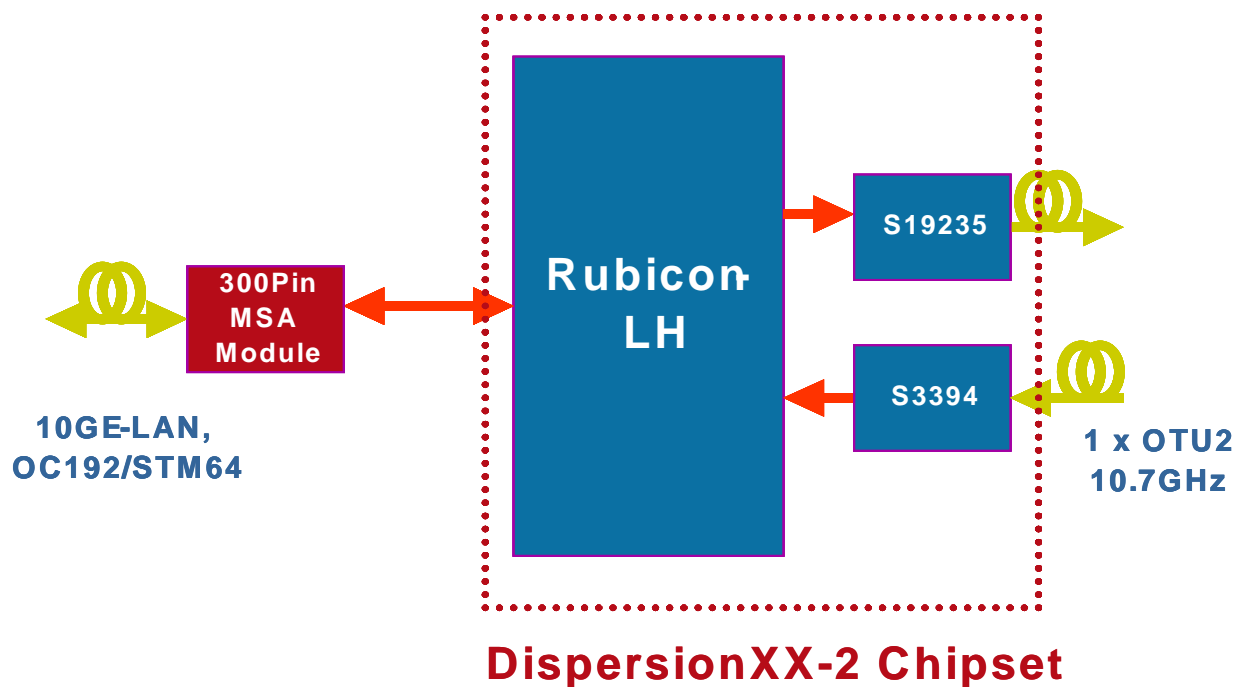 S19235
Rubicon-
LH
300Pin
MSA
Module
S3394
10GE-LAN,
OC192/STM64
1 x OTU2
10.7GHz
DispersionXX-2 Chipset